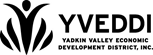 YVEDDI
YADKIN VALLEY ECONOMIC
DEVELOPMENT DISTRICT, INC.